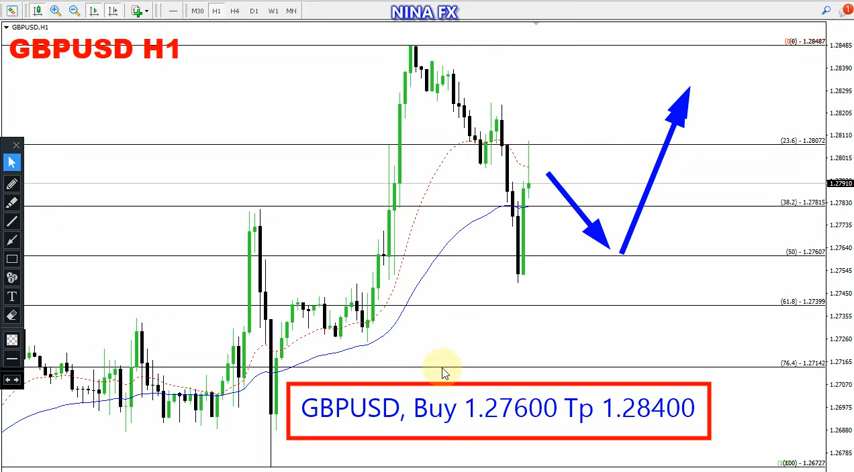 M30 H1 H4 D1 W1 MN
NINA FX
GBPUSD,H1
GBPUSD H1
(0) - 1.28487
1.28485
1.28390
1.28295
1.28205
1.28110
(23.6) - 1.28072
1.28015
1.27910
(38.2) - 1.27815
1.27830
1.27735
1.27640
(50) - 1.27607
1.27545
1.27450
(61.8) - 1.27399
1.27355
1.27260
1.27165
(76.4) - 1.27142
1.27070
1.26975
1.26880
1.26785
(100) - 1.26727
T
GBPUSD, Buy 1.27600 Tp 1.28400